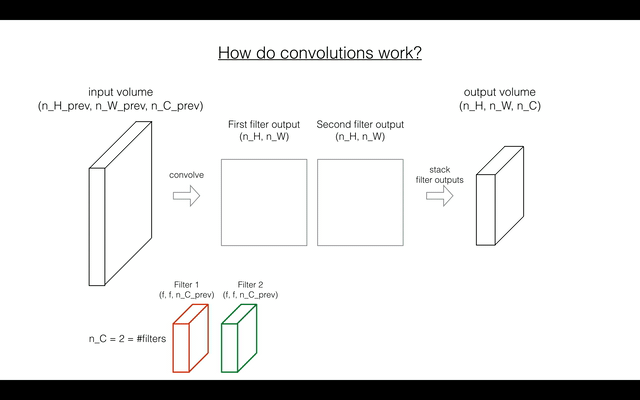 How do convolutions work?
input volume
(n_H_prev, n_W_prev, n_C_prev)
output volume
(n_H, n_W, n_C)
First filter output
(n_H, n_W)
Second filter output
(n_H, n_W)
convolve
stack
filter outputs
Filter 1
(f, f, n_C_prev)
Filter 2
(f, f, n_C_prev)
n_C = 2 = #filters